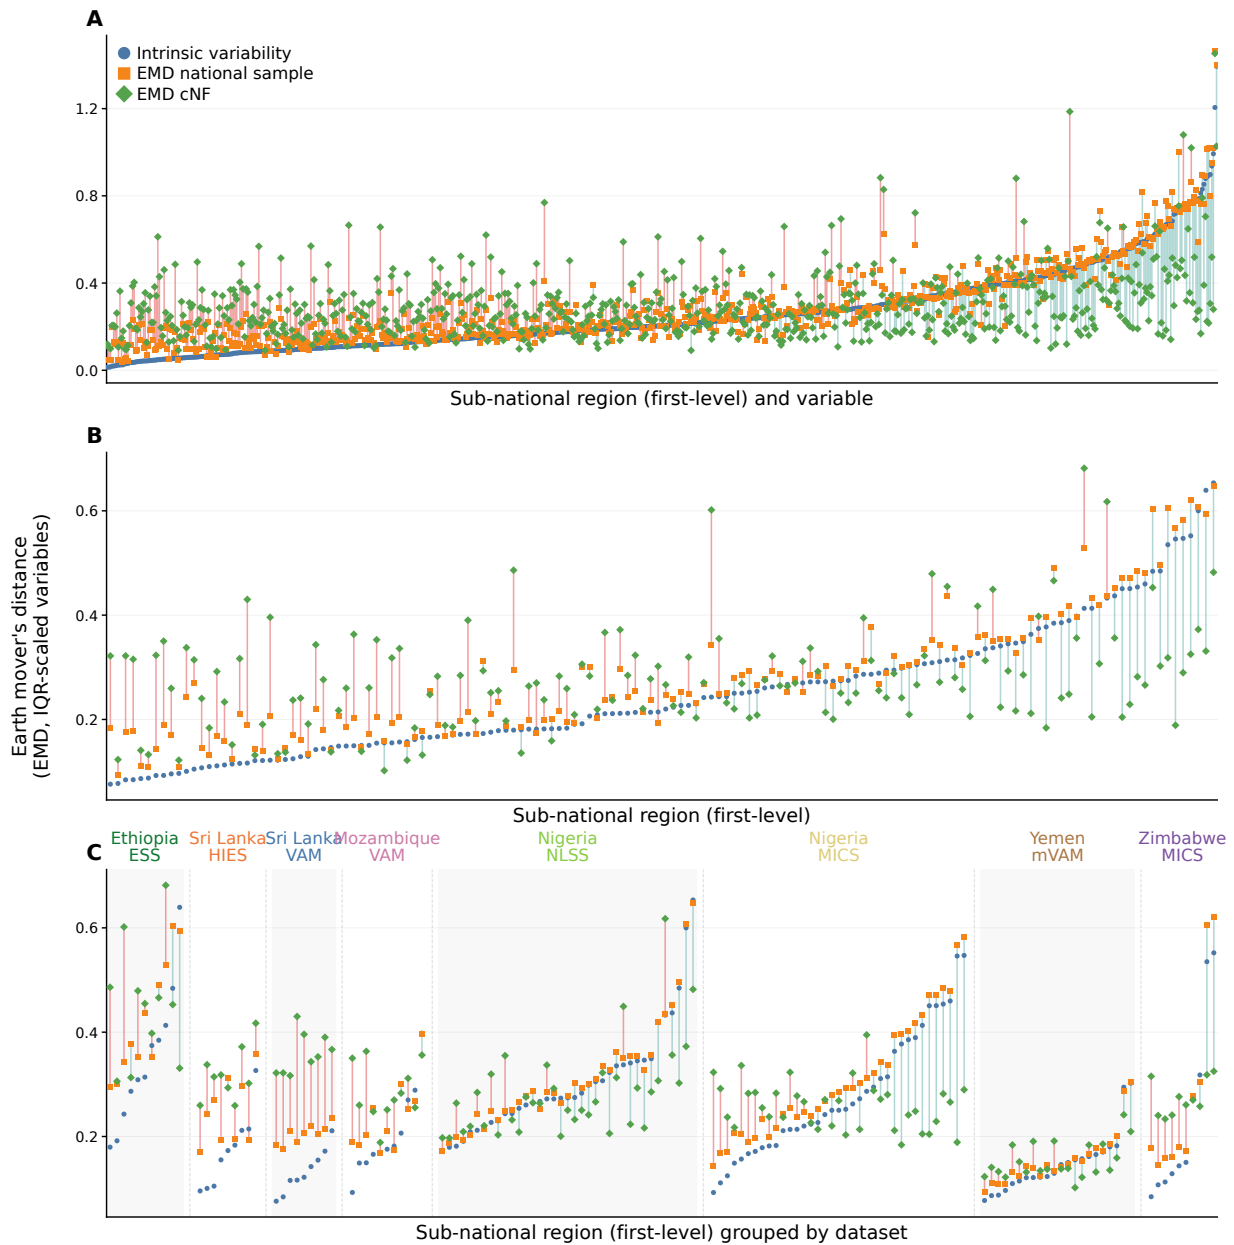 A
Intrinsic variability
EMD national sample
EMD cNF
1.2
0.8
0.4
0.0
Sub-national region (first-level) and variable
B
Earth mover's distance
(EMD, IQR-scaled variables)
0.6
0.4
0.2
Sub-national region (first-level)
C
Ethiopia
ESS
Sri Lanka
HIES
Sri Lanka
VAM
Mozambique
VAM
Nigeria
NLSS
Nigeria
MICS
Yemen
mVAM
Zimbabwe
MICS
0.6
0.4
0.2
Sub-national region (first-level) grouped by dataset